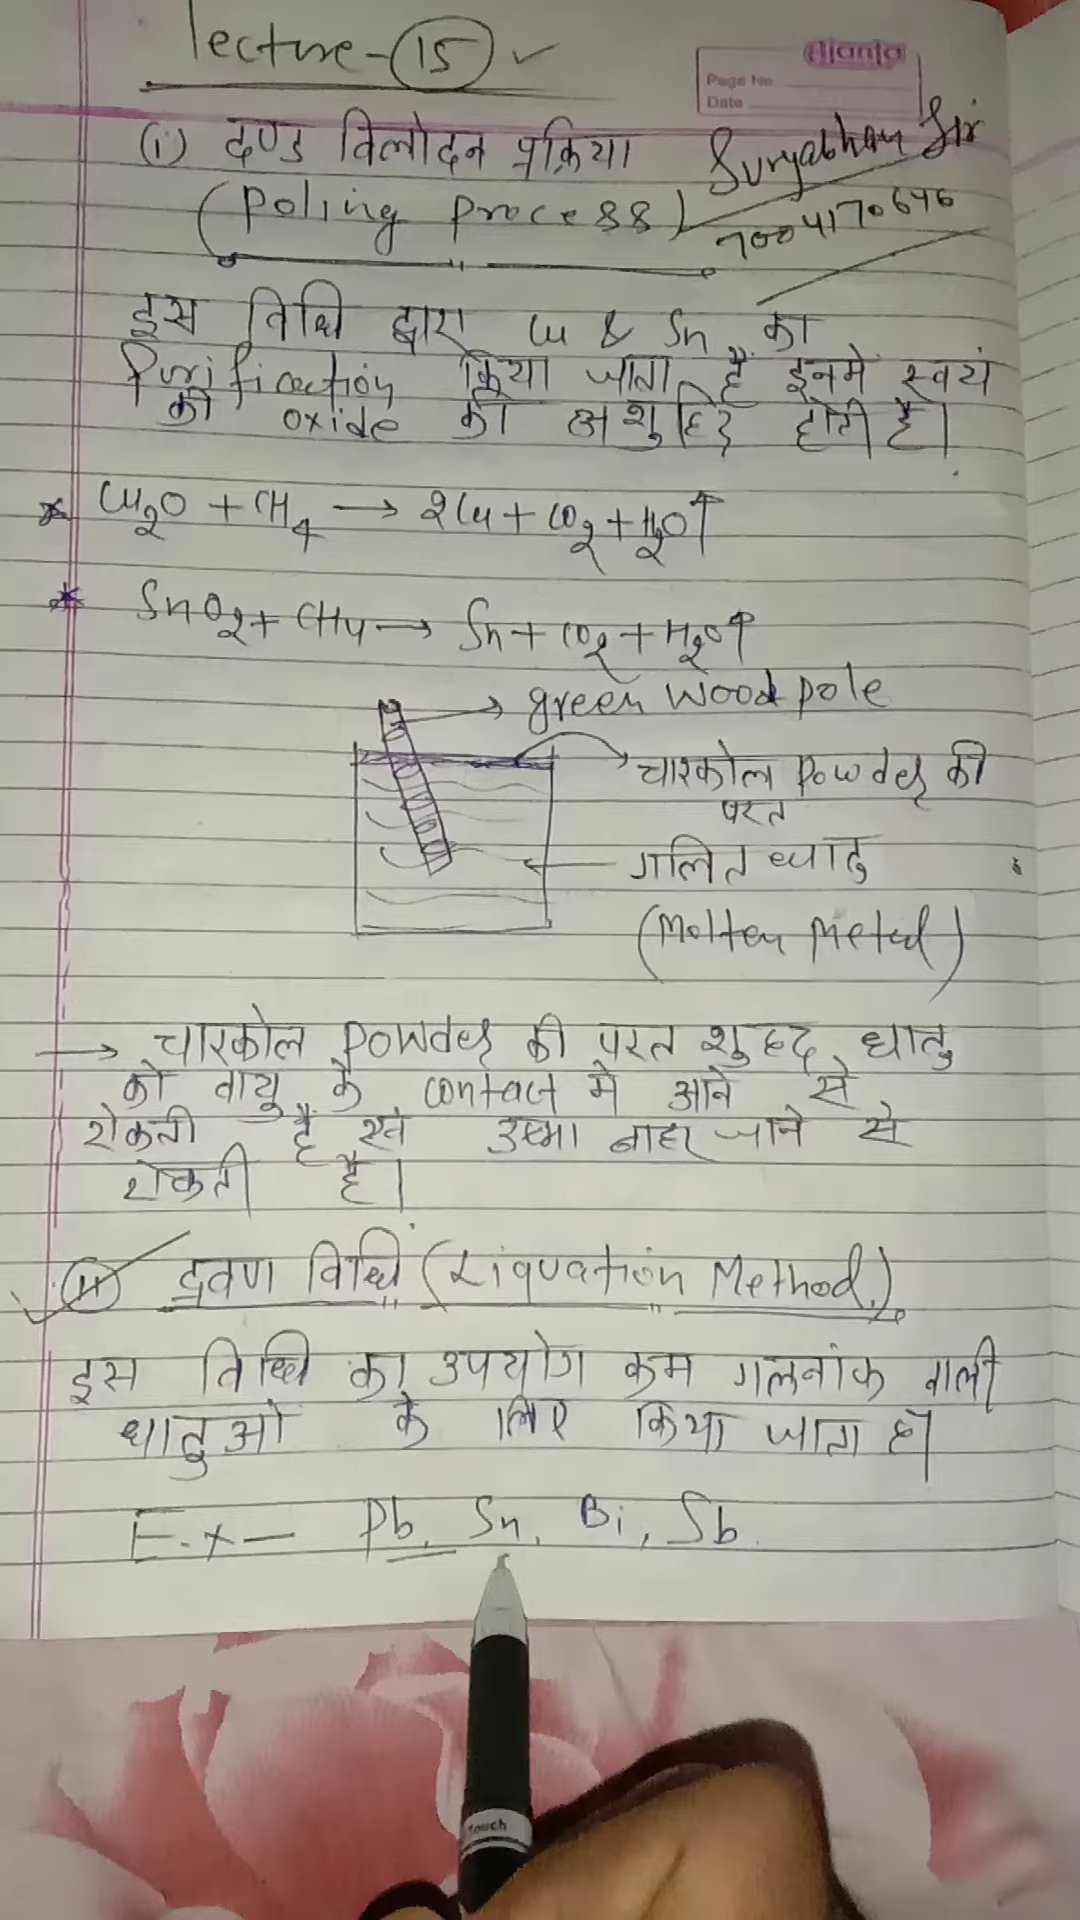 lecture-15
Ajanta
Page No
Date
(i) दण्ड विलोदन प्रक्रिया
Suryabhan Sir
(Poling process)
7004170646
इस विधि द्वारा Cu & Sn का
Purification किया जाता है इनमें स्वयं
की oxide की अशुद्धि होती है।
* Cu2O + CH4 → 2Cu + CO2 + H2O↑
* SnO2 + CH4 → Sn + CO2 + H2O↑
green wood pole
चारकोल Powder की
परत
गलित धातु
(Molten Metal)
→ चारकोल Powder की परत शुद्ध धातु
को वायु के contact मे आने से
रोकती है एवं उष्मा बाहर जाने से
रोकती है।
(ii) द्रवण विधि (Liquation Method)
इस विधि का उपयोग कम गलनांक वाली
धातुओं के लिए किया जाता है।
Ex- Pb, Sn, Bi, Sb.
Touch